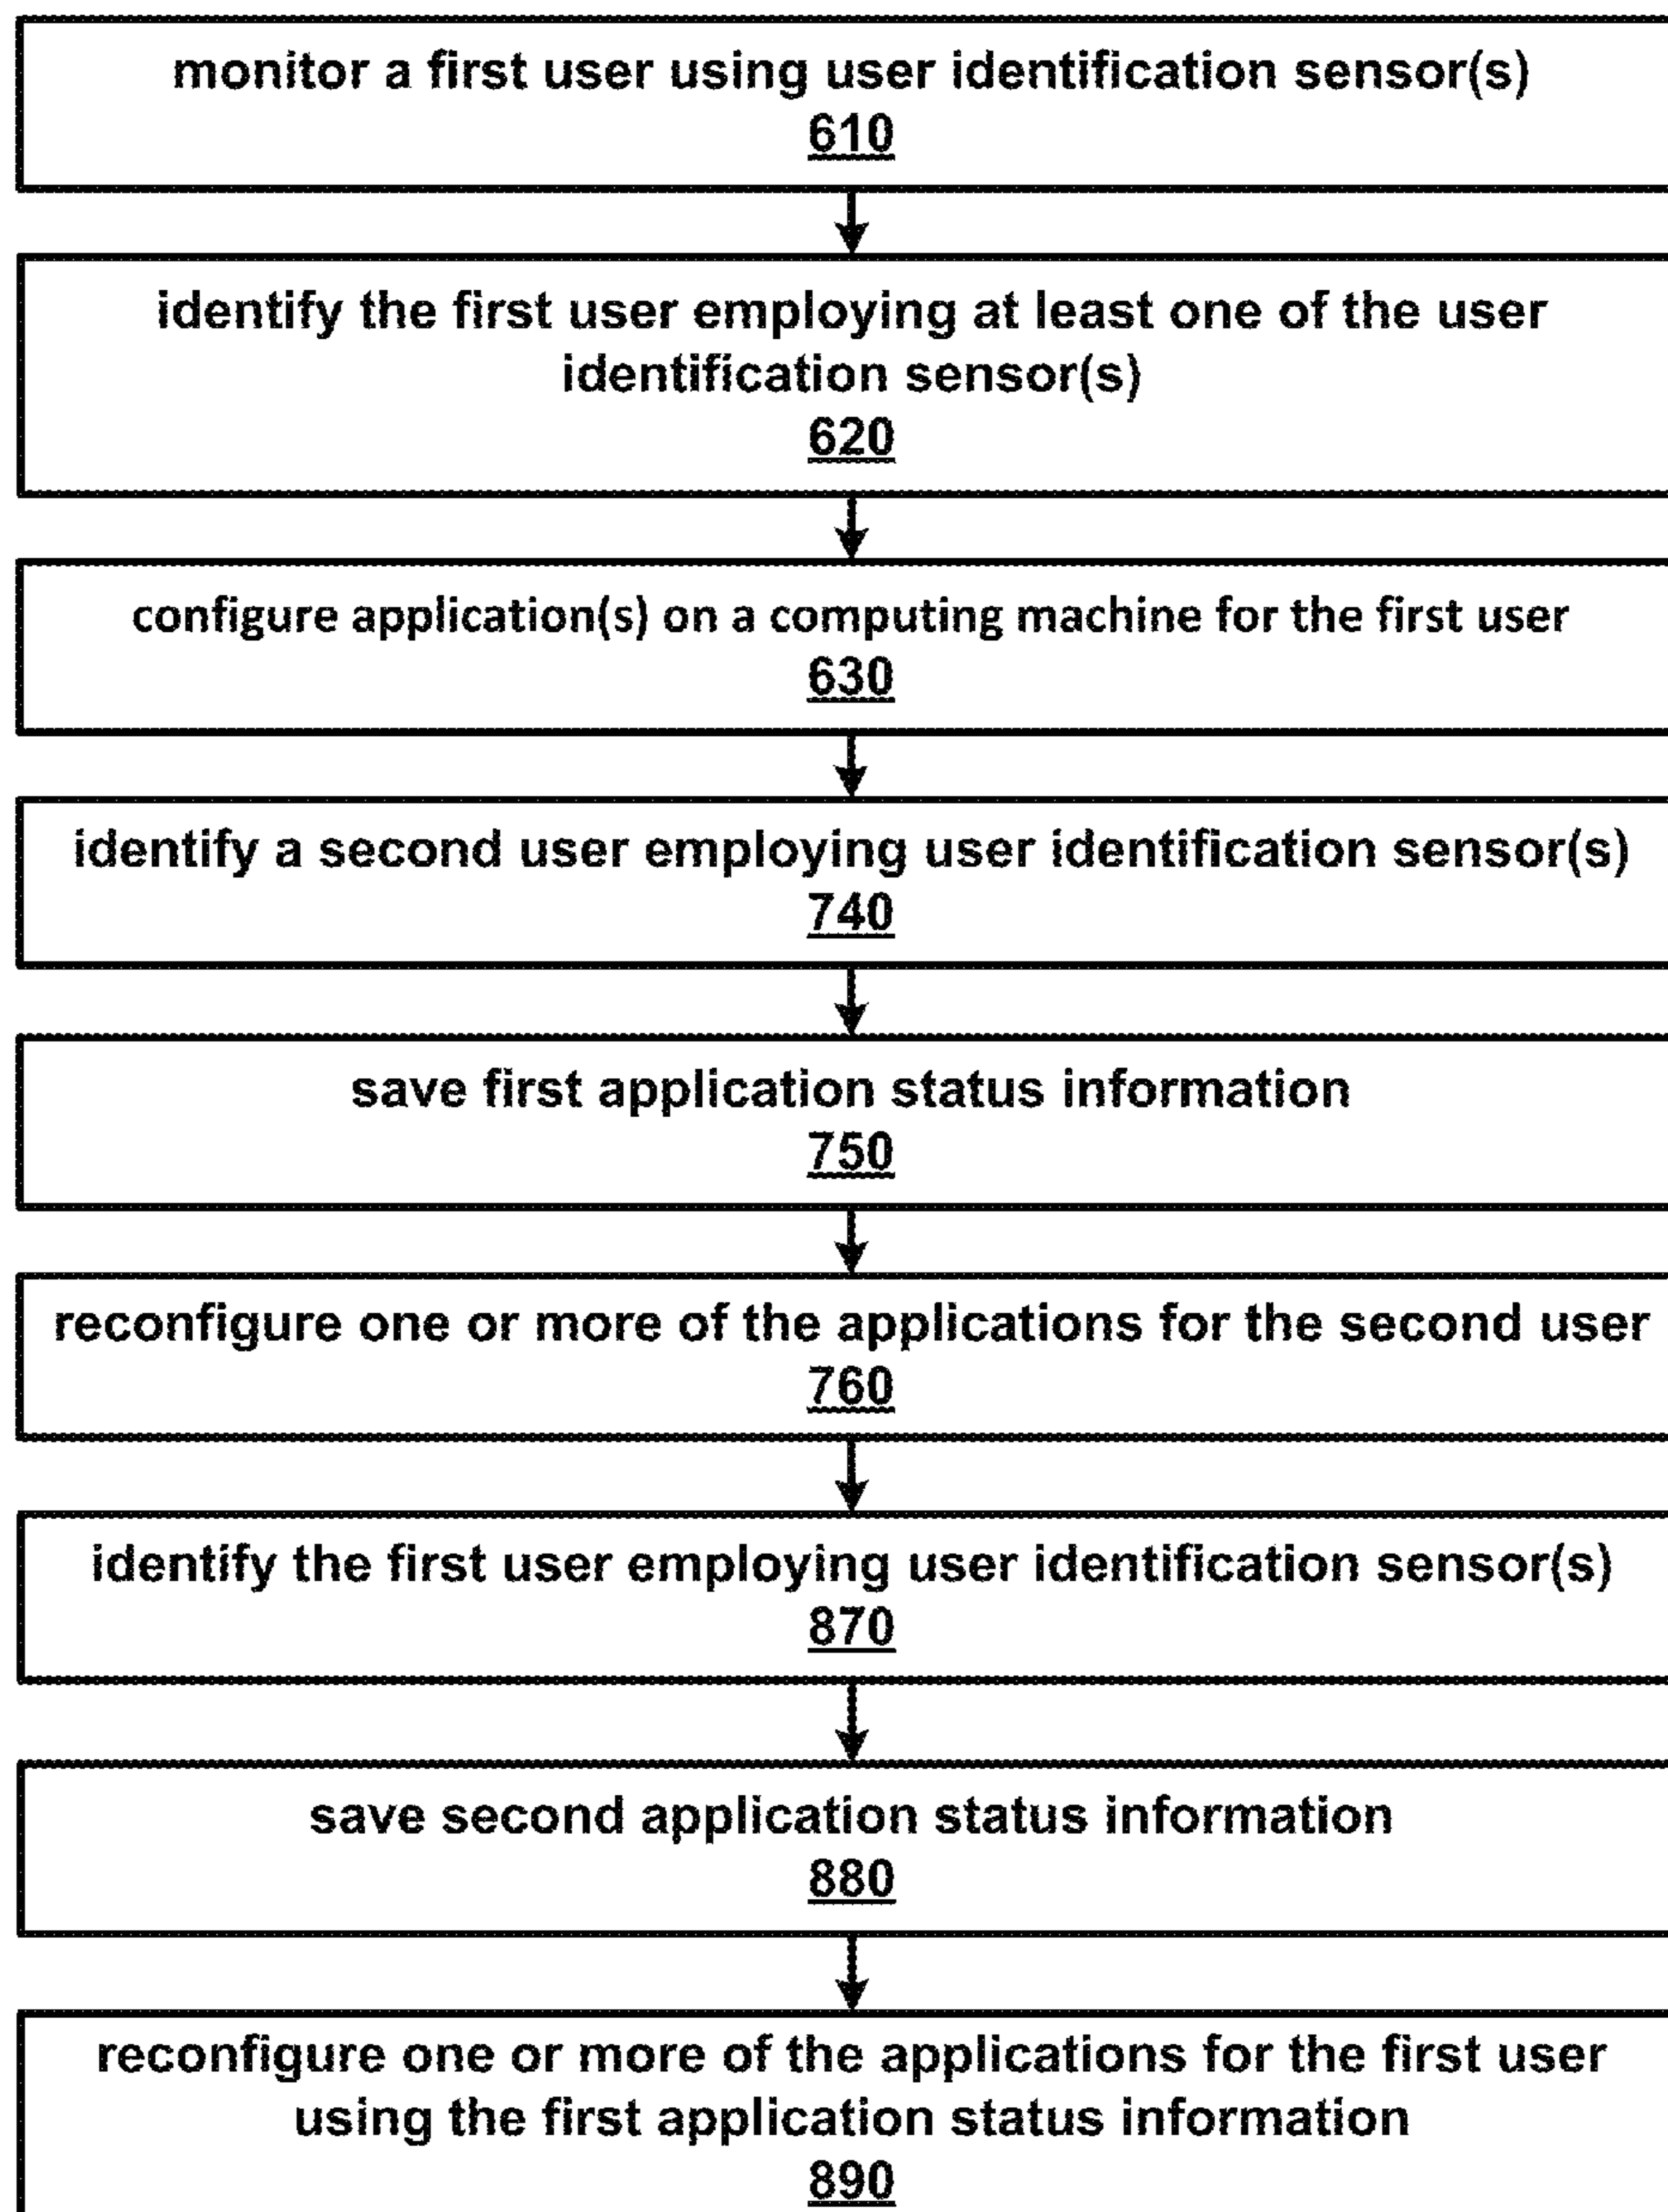 monitor a first user using user identification sensor(s)
610
identify the first user employing at least one of the user
identification sensor(s)
620
configure application(s) on a computing machine for the first user
630
identify a second user employing user identification sensor(s)
740
save first application status information
750
reconfigure one or more of the applications for the second user
760
identify the first user employing user identification sensor(s)
870
save second application status information
880
reconfigure one or more of the applications for the first user
using the first application status information
890